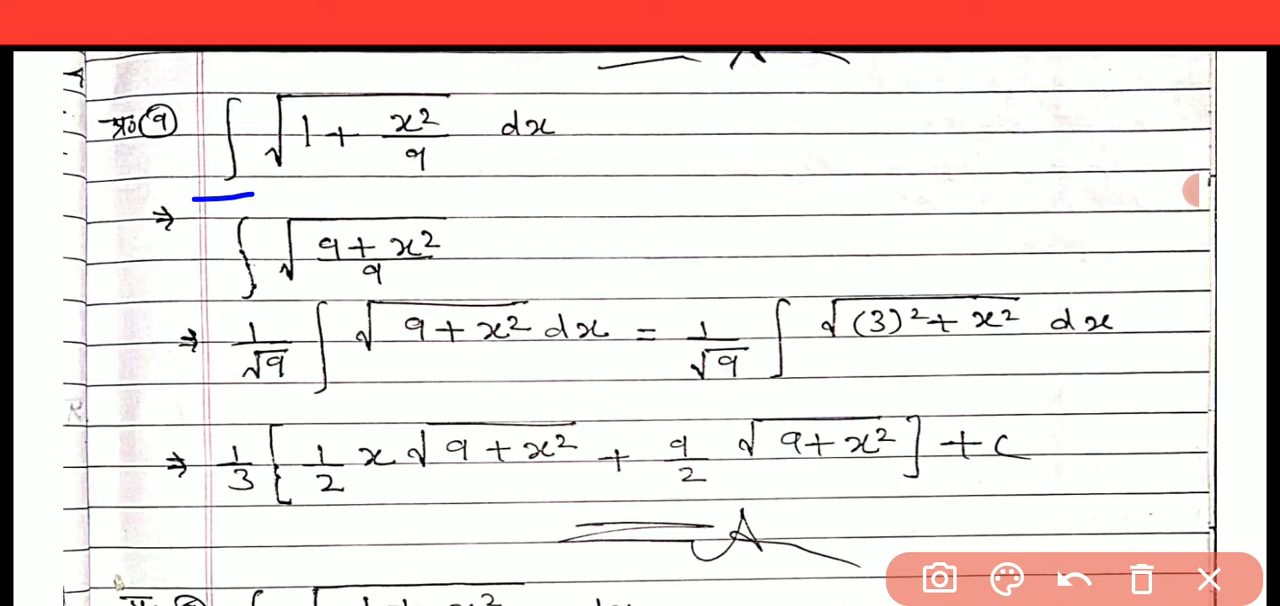 प्र० (9) ∫ √(1 + x²/9) dx
⇒
∫ √((9 + x²)/9)
⇒ 1/√9 ∫ √(9 + x²) dx = 1/√9 ∫ √((3)² + x²) dx
⇒ 1/3 [1/2 x √(9 + x²) + 9/2 √(9 + x²)] + c
A